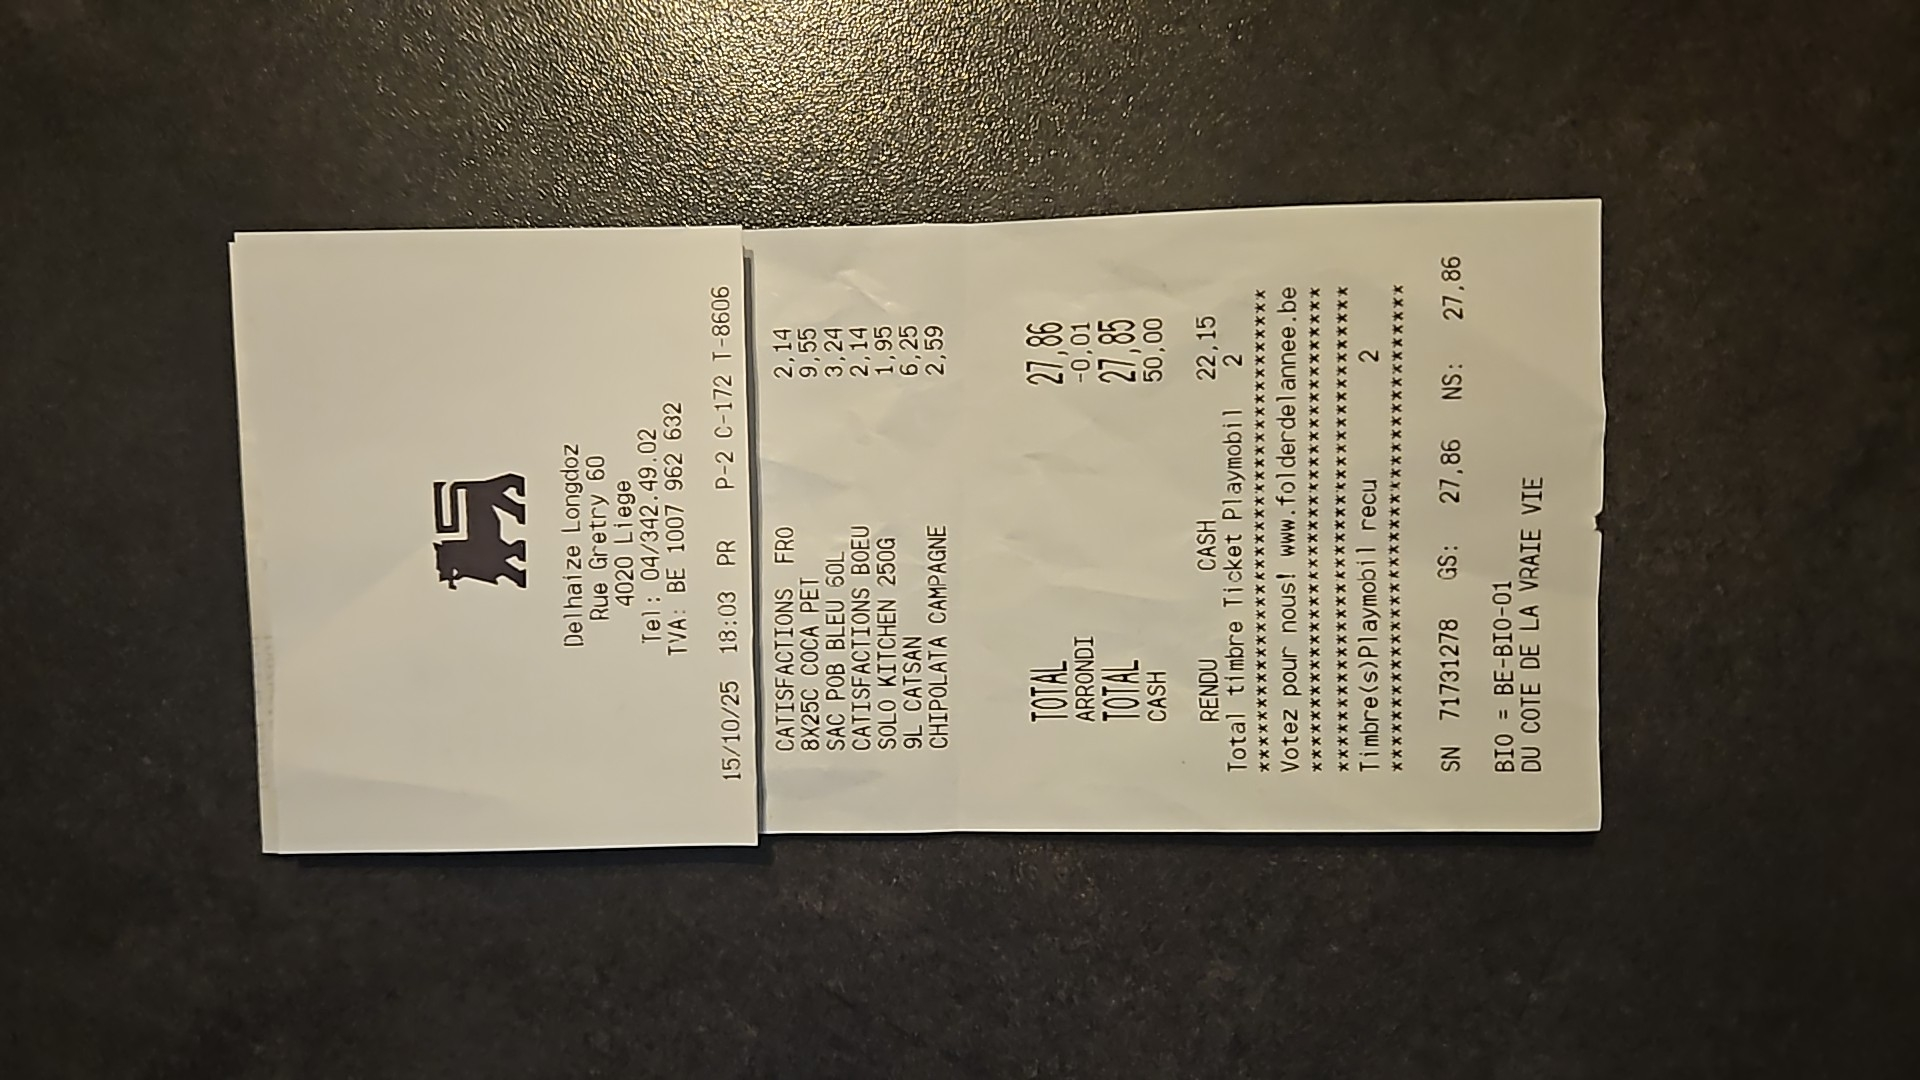 Delhaize Longdoz
Rue Gretry 60
4020 Liege
Tel: 04/342.49.02
TVA: BE 1007 962 632
15/10/25 18:03 PR P-2 C-172 T-8606
CATISFACTIONS FRO 2,14
8X25C COCA PET 9,55
SAC POB BLEU 60L 3,24
CATISFACTIONS BOEU 2,14
SOLO KITCHEN 250G 1,95
9L CATSAN 6,25
CHIPOLATA CAMPAGNE 2,59
TOTAL 27,86
ARRONDI -0,01
TOTAL 27,85
CASH 50,00
RENDU CASH 22,15
Total timbre Ticket Playmobil 2
****************************************
Votez pour nous! www.folderdelannee.be
****************************************
****************************************
Timbre(s)Playmobil recu 2
****************************************
SN 71731278 GS: 27,86 NS: 27,86
BIO = BE-BIO-01
DU COTE DE LA VRAIE VIE